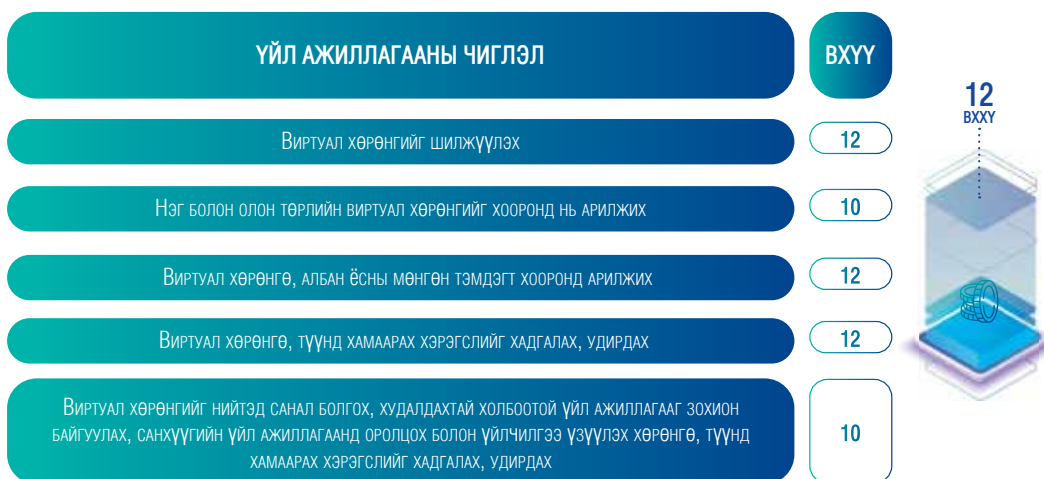 ҮЙЛ АЖИЛЛАГААНЫ ЧИГЛЭЛ
ВХҮҮ
Виртуал хөрөнгийг шилжүүлэх
12
Нэг болон олон төрлийн виртуал хөрөнгийг хооронд нь арилжих
10
Виртуал хөрөнгө, албан ёсны мөнгөн тэмдэгт хооронд арилжих
12
Виртуал хөрөнгө, түүнд хамаарах хэрэгслийг хадгалах, удирдах
12
Виртуал хөрөнгийг нийтэд санал болгох, худалдахтай холбоотой үйл ажиллагааг зохион
байгуулах, санхүүгийн үйл ажиллагаанд оролцох болон үйлчилгээ үзүүлэх хөрөнгө, түүнд
хамаарах хэрэгслийг хадгалах, удирдах
10
12
ВХХҮ